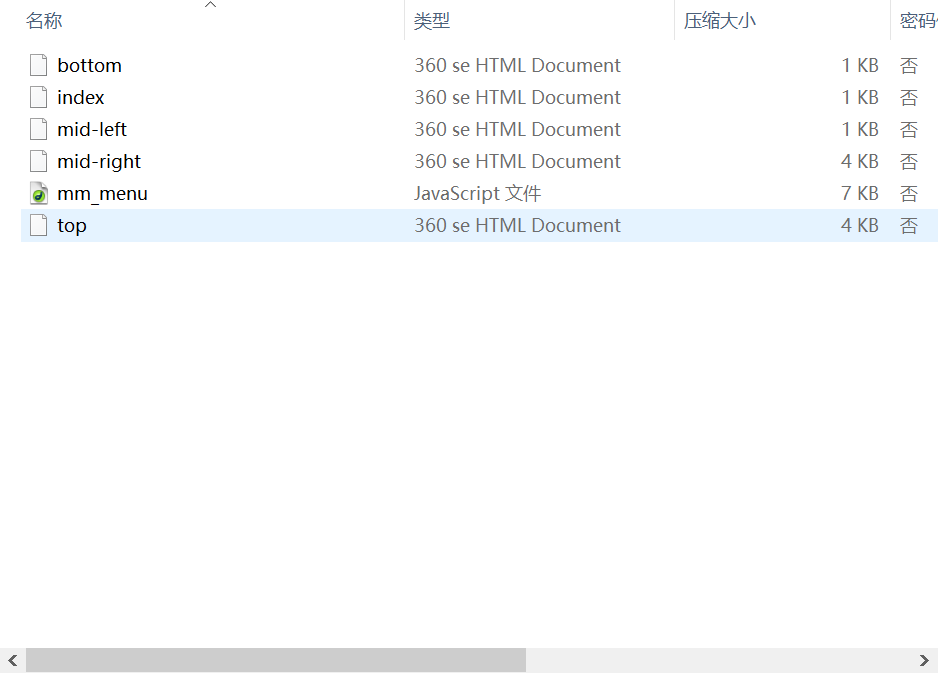 名称 类型 压缩大小 密码
bottom 360 se HTML Document 1 KB 否
index 360 se HTML Document 1 KB 否
mid-left 360 se HTML Document 1 KB 否
mid-right 360 se HTML Document 4 KB 否
mm_menu JavaScript 文件 7 KB 否
top 360 se HTML Document 4 KB 否